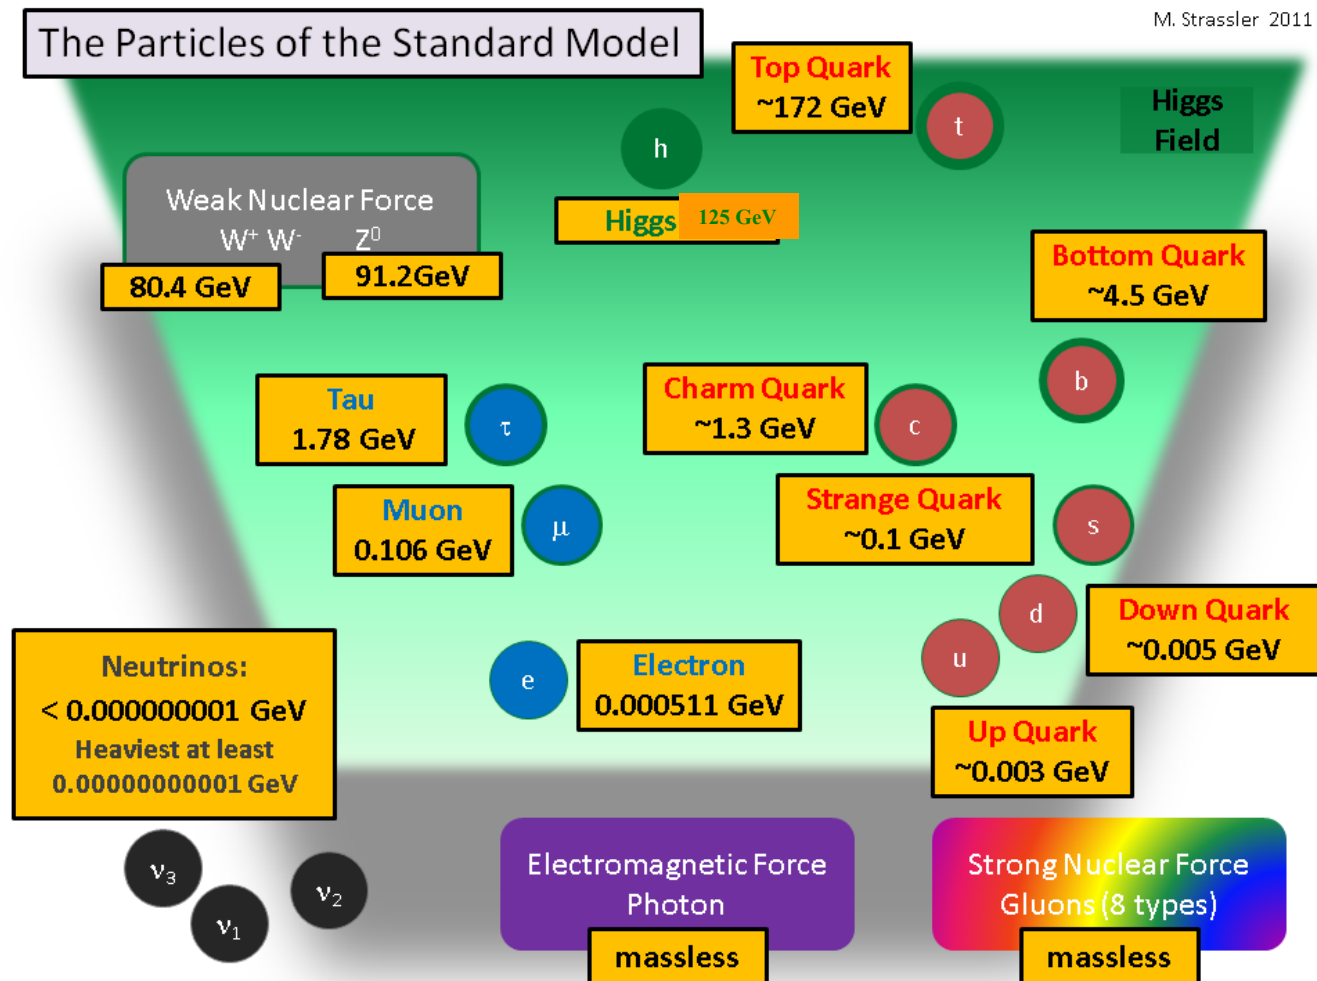 M. Strassler 2011
The Particles of the Standard Model
Top Quark
~172 GeV
t
Higgs
Field
h
Higgs 125 GeV
Weak Nuclear Force
W⁺ W⁻ Z⁰
80.4 GeV
91.2GeV
Bottom Quark
~4.5 GeV
b
Tau
1.78 GeV
τ
Charm Quark
~1.3 GeV
c
Muon
0.106 GeV
μ
Strange Quark
~0.1 GeV
s
d
Down Quark
~0.005 GeV
u
Up Quark
~0.003 GeV
e
Electron
0.000511 GeV
Neutrinos:
< 0.000000001 GeV
Heaviest at least
0.00000000001 GeV
ν₃
ν₁
ν₂
Electromagnetic Force
Photon
massless
Strong Nuclear Force
Gluons (8 types)
massless